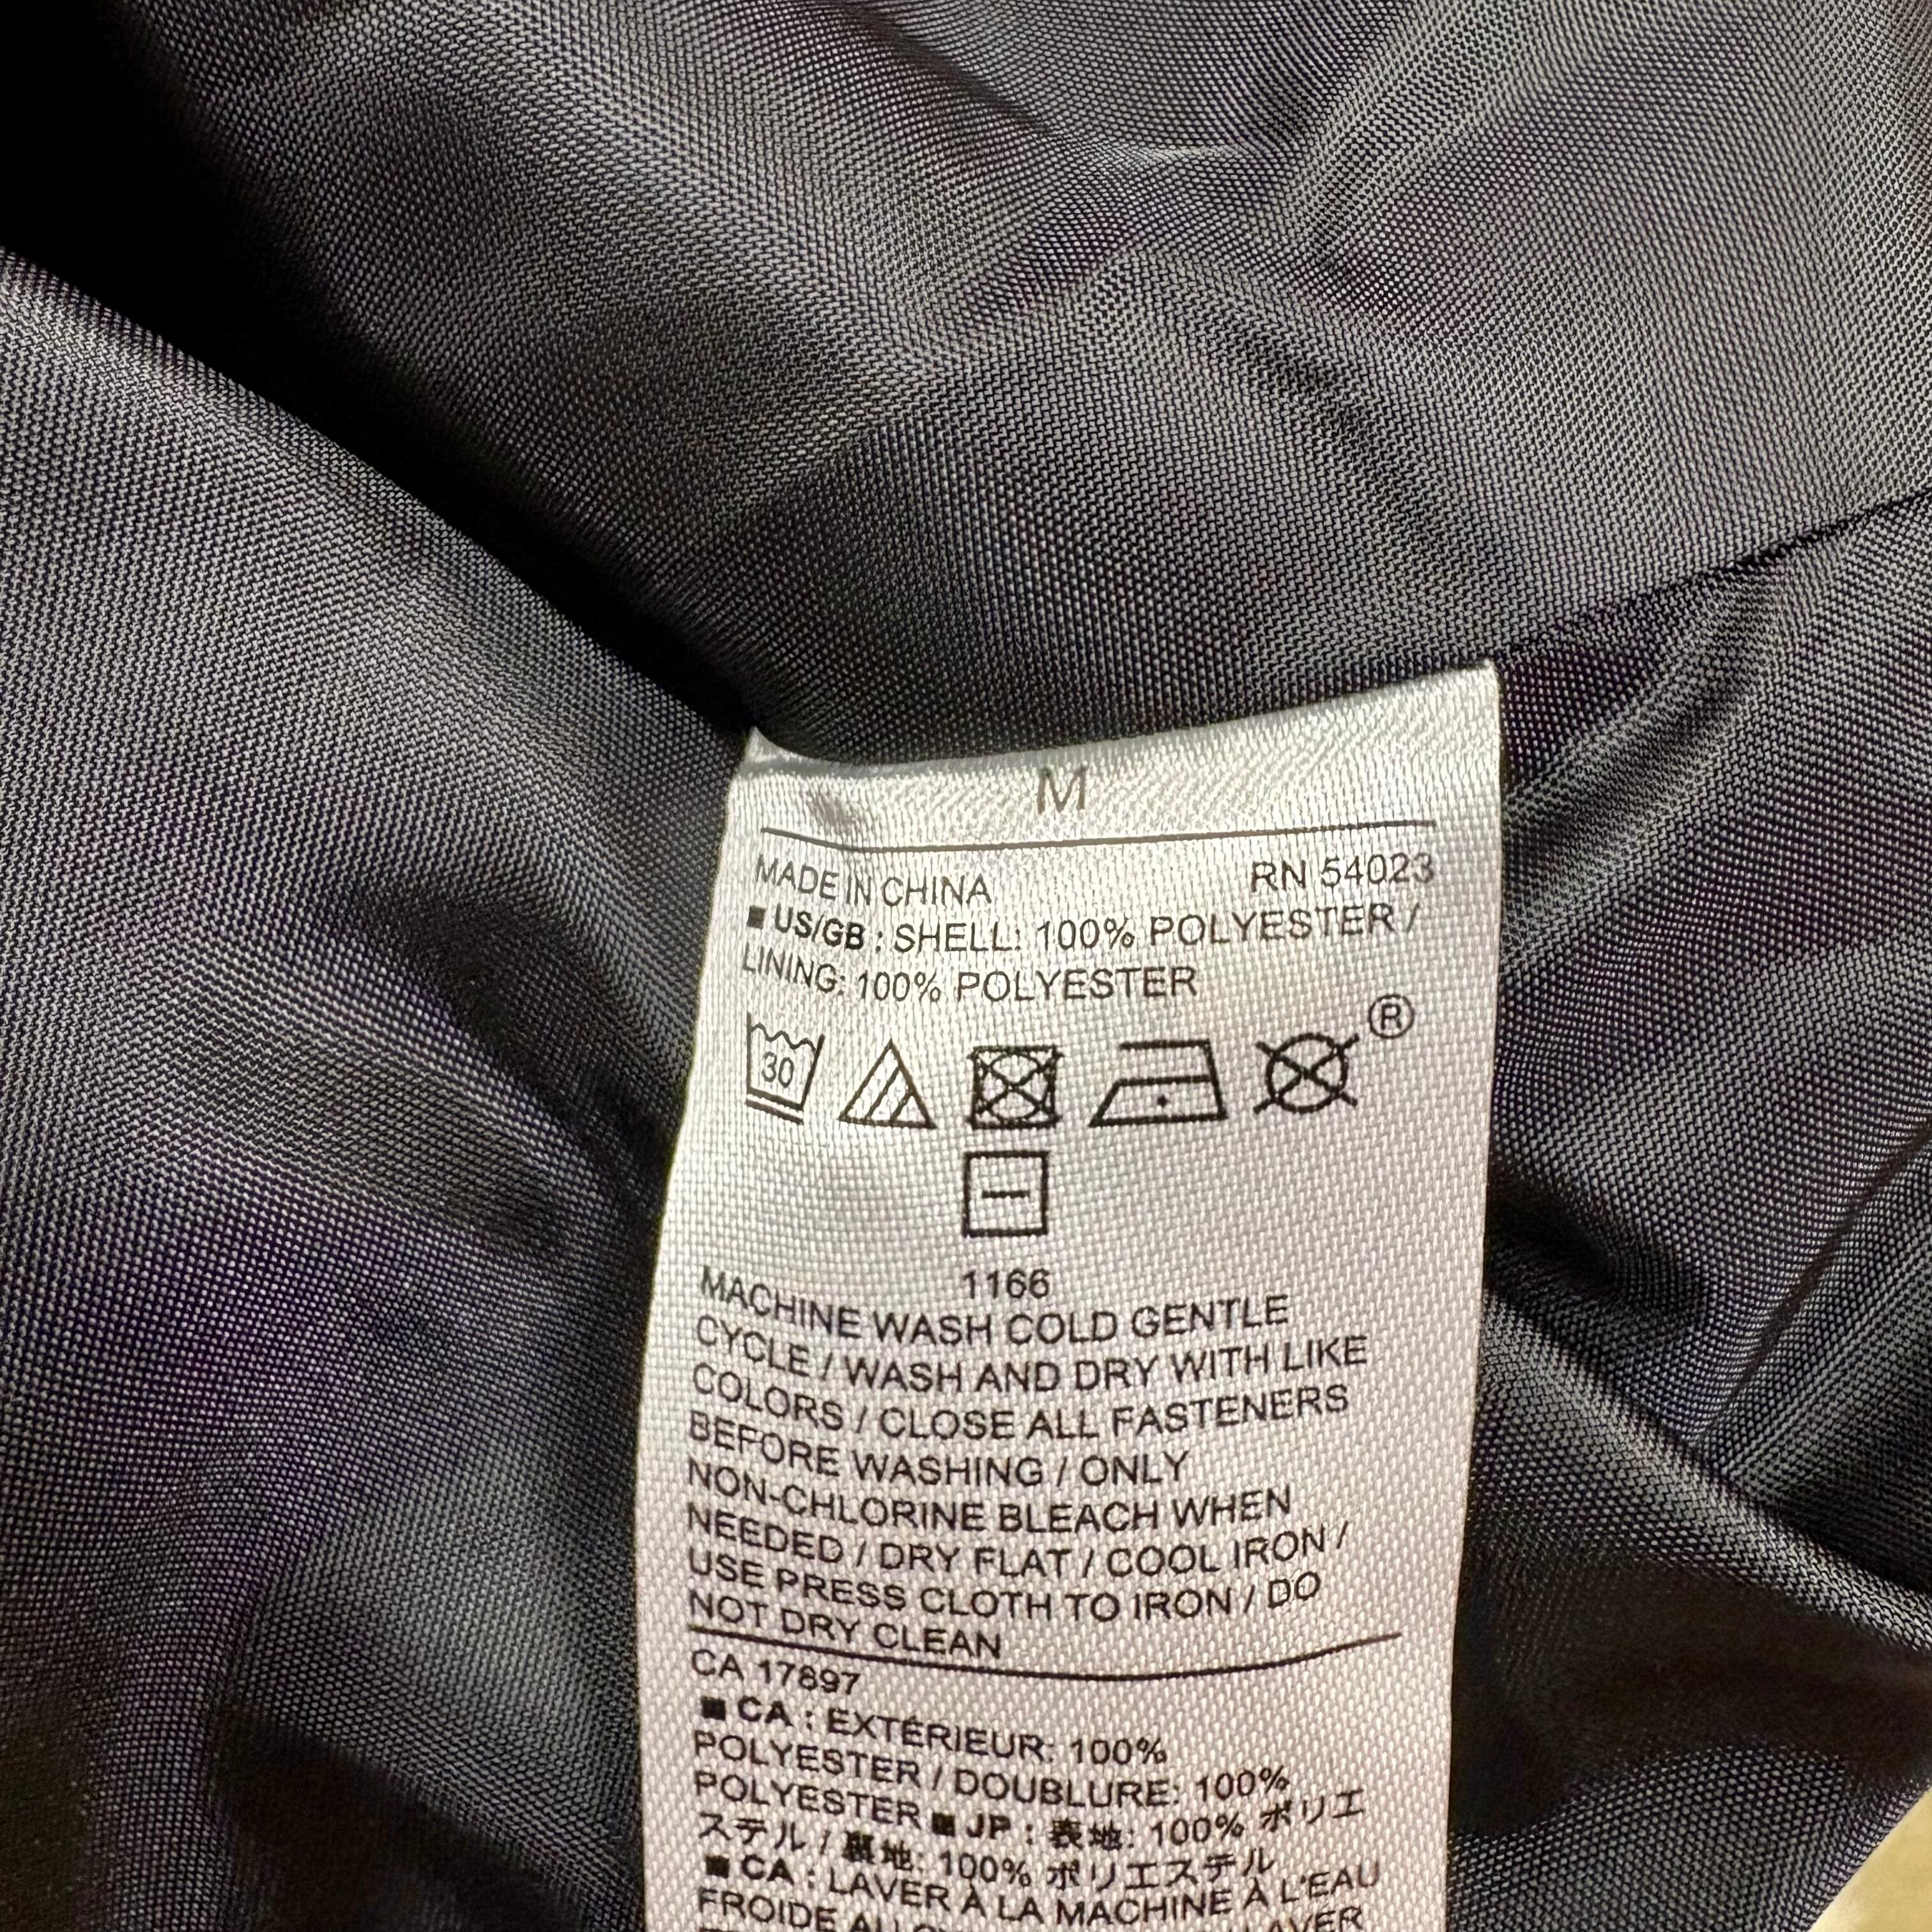 M
MADE IN CHINA RN 54023
■ US/GB : SHELL: 100% POLYESTER /
LINING: 100% POLYESTER
30 ®
1166
MACHINE WASH COLD GENTLE
CYCLE / WASH AND DRY WITH LIKE
COLORS / CLOSE ALL FASTENERS
BEFORE WASHING / ONLY
NON-CHLORINE BLEACH WHEN
NEEDED / DRY FLAT / COOL IRON /
USE PRESS CLOTH TO IRON / DO
NOT DRY CLEAN
CA 17897
■ CA : EXTÉRIEUR: 100%
POLYESTER / DOUBLURE: 100%
POLYESTER ■ JP : 表地: 100% ポリエ
ステル / 裏地: 100% ポリエステル
■ CA : LAVER À LA MACHINE À L'EAU
FROIDE LAVER